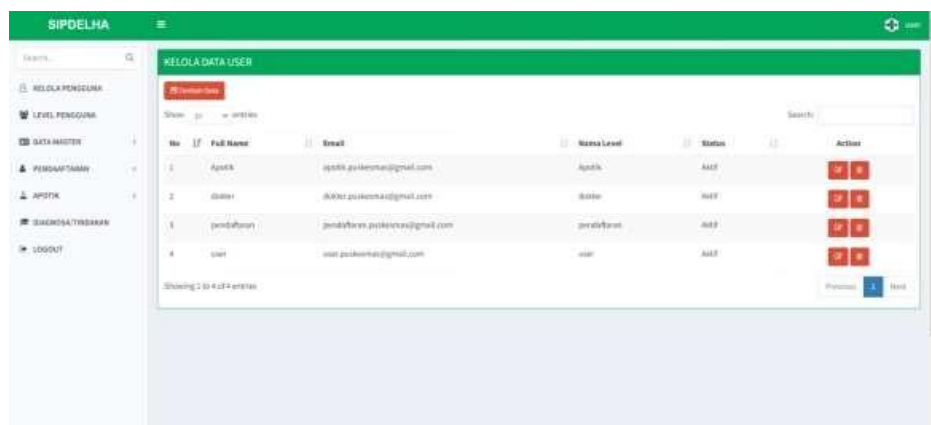 SIPDELHA
user
Search...
KELOLA DATA USER
KELOLA PENGGUNA
Tambah Data
LEVEL PENGGUNA
Show 10 entries
Search:
DATA MASTER
No Full Name Email Nama Level Status Action
PENDAFTARAN
1 Apotik apotik.puskesmas@gmail.com Apotik Aktif
APOTIK
2 dokter dokter.puskesmas@gmail.com dokter Aktif
DIAGNOSA/TINDAKAN
3 pendaftaran pendaftaran.puskesmas@gmail.com pendaftaran Aktif
LOGOUT
4 user user.puskesmas@gmail.com user Aktif
Showing 1 to 4 of 4 entries
Previous 1 Next